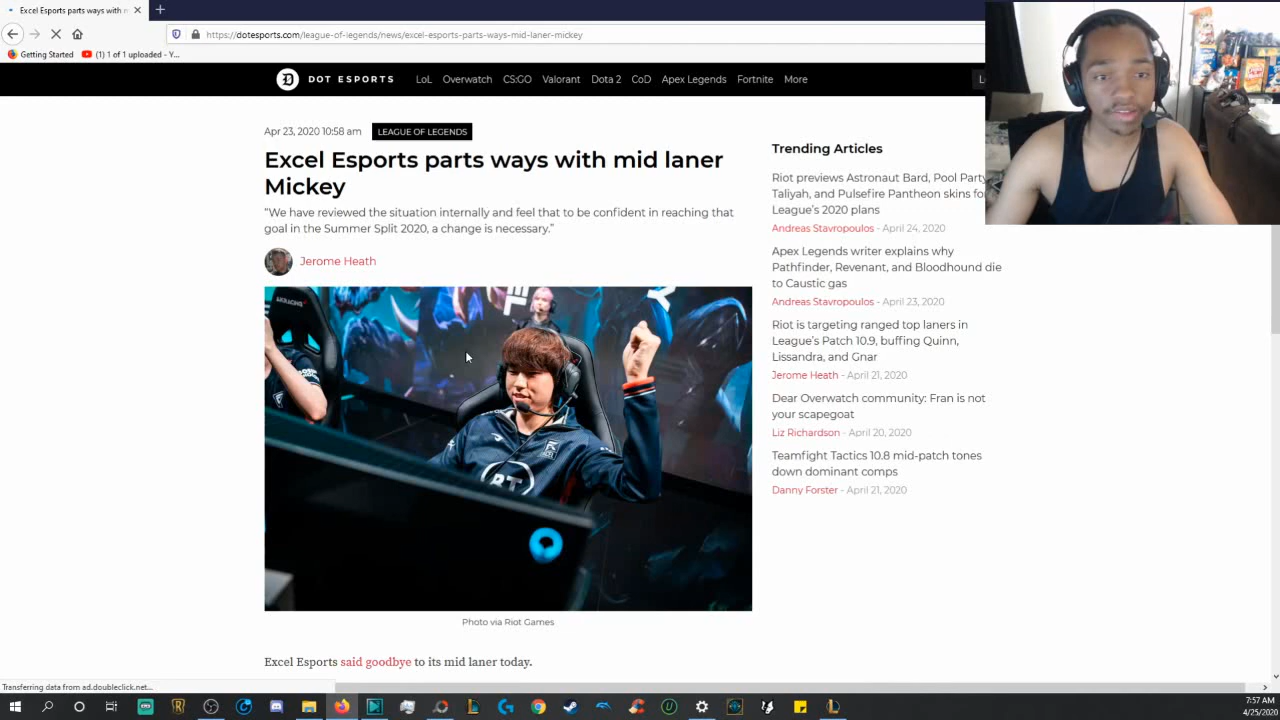 Excel Esports parts ways with m
https://dotesports.com/league-of-legends/news/excel-esports-parts-ways-mid-laner-mickey
Getting Started
(1) 1 of 1 uploaded - Y...
DOT ESPORTS
LoL
Overwatch
CS:GO
Valorant
Dota 2
CoD
Apex Legends
Fortnite
More
Apr 23, 2020 10:58 am
LEAGUE OF LEGENDS
Excel Esports parts ways with mid laner
Mickey
"We have reviewed the situation internally and feel that to be confident in reaching that
goal in the Summer Split 2020, a change is necessary."
Jerome Heath
BT
Photo via Riot Games
Excel Esports said goodbye to its mid laner today.
Trending Articles
Riot previews Astronaut Bard, Pool Party
Taliyah, and Pulsefire Pantheon skins for
League's 2020 plans
Andreas Stavropoulos - April 24, 2020
Apex Legends writer explains why
Pathfinder, Revenant, and Bloodhound die
to Caustic gas
Andreas Stavropoulos - April 23, 2020
Riot is targeting ranged top laners in
League's Patch 10.9, buffing Quinn,
Lissandra, and Gnar
Jerome Heath - April 21, 2020
Dear Overwatch community: Fran is not
your scapegoat
Liz Richardson - April 20, 2020
Teamfight Tactics 10.8 mid-patch tones
down dominant comps
Danny Forster - April 21, 2020
Transferring data from ad.doubleclick.net...
7:57 AM
4/25/2020